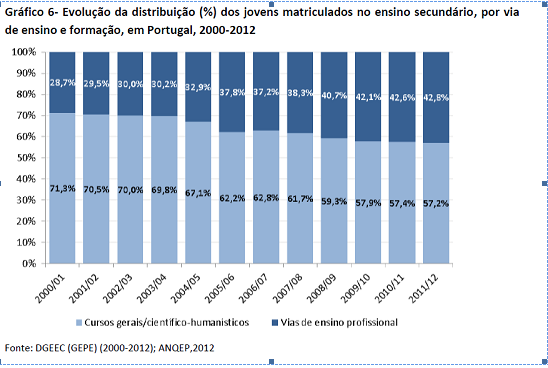 Gráfico 6- Evolução da distribuição (%) dos jovens matriculados no ensino secundário, por via
de ensino e formação, em Portugal, 2000-2012
100%
90%
80%
70%
60%
50%
40%
30%
20%
10%
0%
28,7% 29,5% 30,0% 30,2% 32,9% 37,8% 37,2% 38,3% 40,7% 42,1% 42,6% 42,8%
71,3% 70,5% 70,0% 69,8% 67,1% 62,2% 62,8% 61,7% 59,3% 57,9% 57,4% 57,2%
2000/01 2001/02 2002/03 2003/04 2004/05 2005/06 2006/07 2007/08 2008/09 2009/10 2010/11 2011/12
Cursos gerais/científico-humanísticos Vias de ensino profissional
Fonte: DGEEC (GEPE) (2000-2012); ANQEP,2012